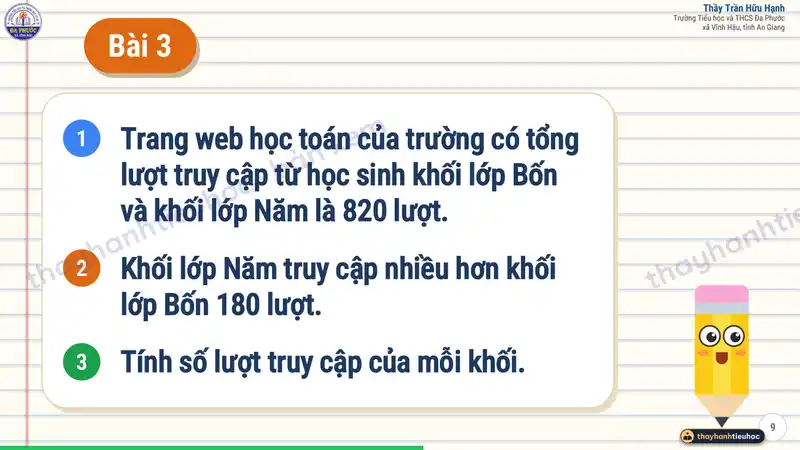 Thầy Trần Hữu Hạnh
Trường Tiểu học và THCS Đa Phước
xã Vĩnh Hậu, tỉnh An Giang
ĐA PHƯỚC
Bài 3
1 Trang web học toán của trường có tổng
lượt truy cập từ học sinh khối lớp Bốn
và khối lớp Năm là 820 lượt.
2 Khối lớp Năm truy cập nhiều hơn khối
lớp Bốn 180 lượt.
3 Tính số lượt truy cập của mỗi khối.
9
thayhanhtieuhoc